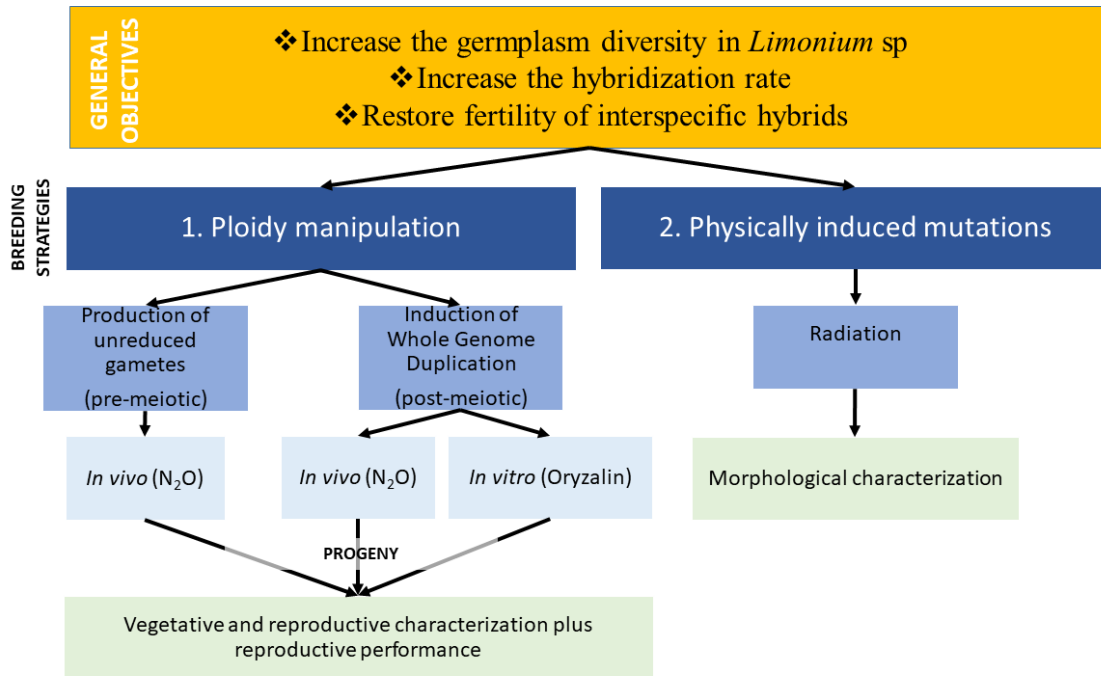 GENERAL
OBJECTIVES
❖Increase the germplasm diversity in Limonium sp
❖Increase the hybridization rate
❖Restore fertility of interspecific hybrids
BREEDING
STRATEGIES
1. Ploidy manipulation
2. Physically induced mutations
Production of
unreduced
gametes
(pre-meiotic)
Induction of
Whole Genome
Duplication
(post-meiotic)
Radiation
In vivo (N₂O)
In vivo (N₂O)
In vitro (Oryzalin)
Morphological characterization
PROGENY
Vegetative and reproductive characterization plus
reproductive performance